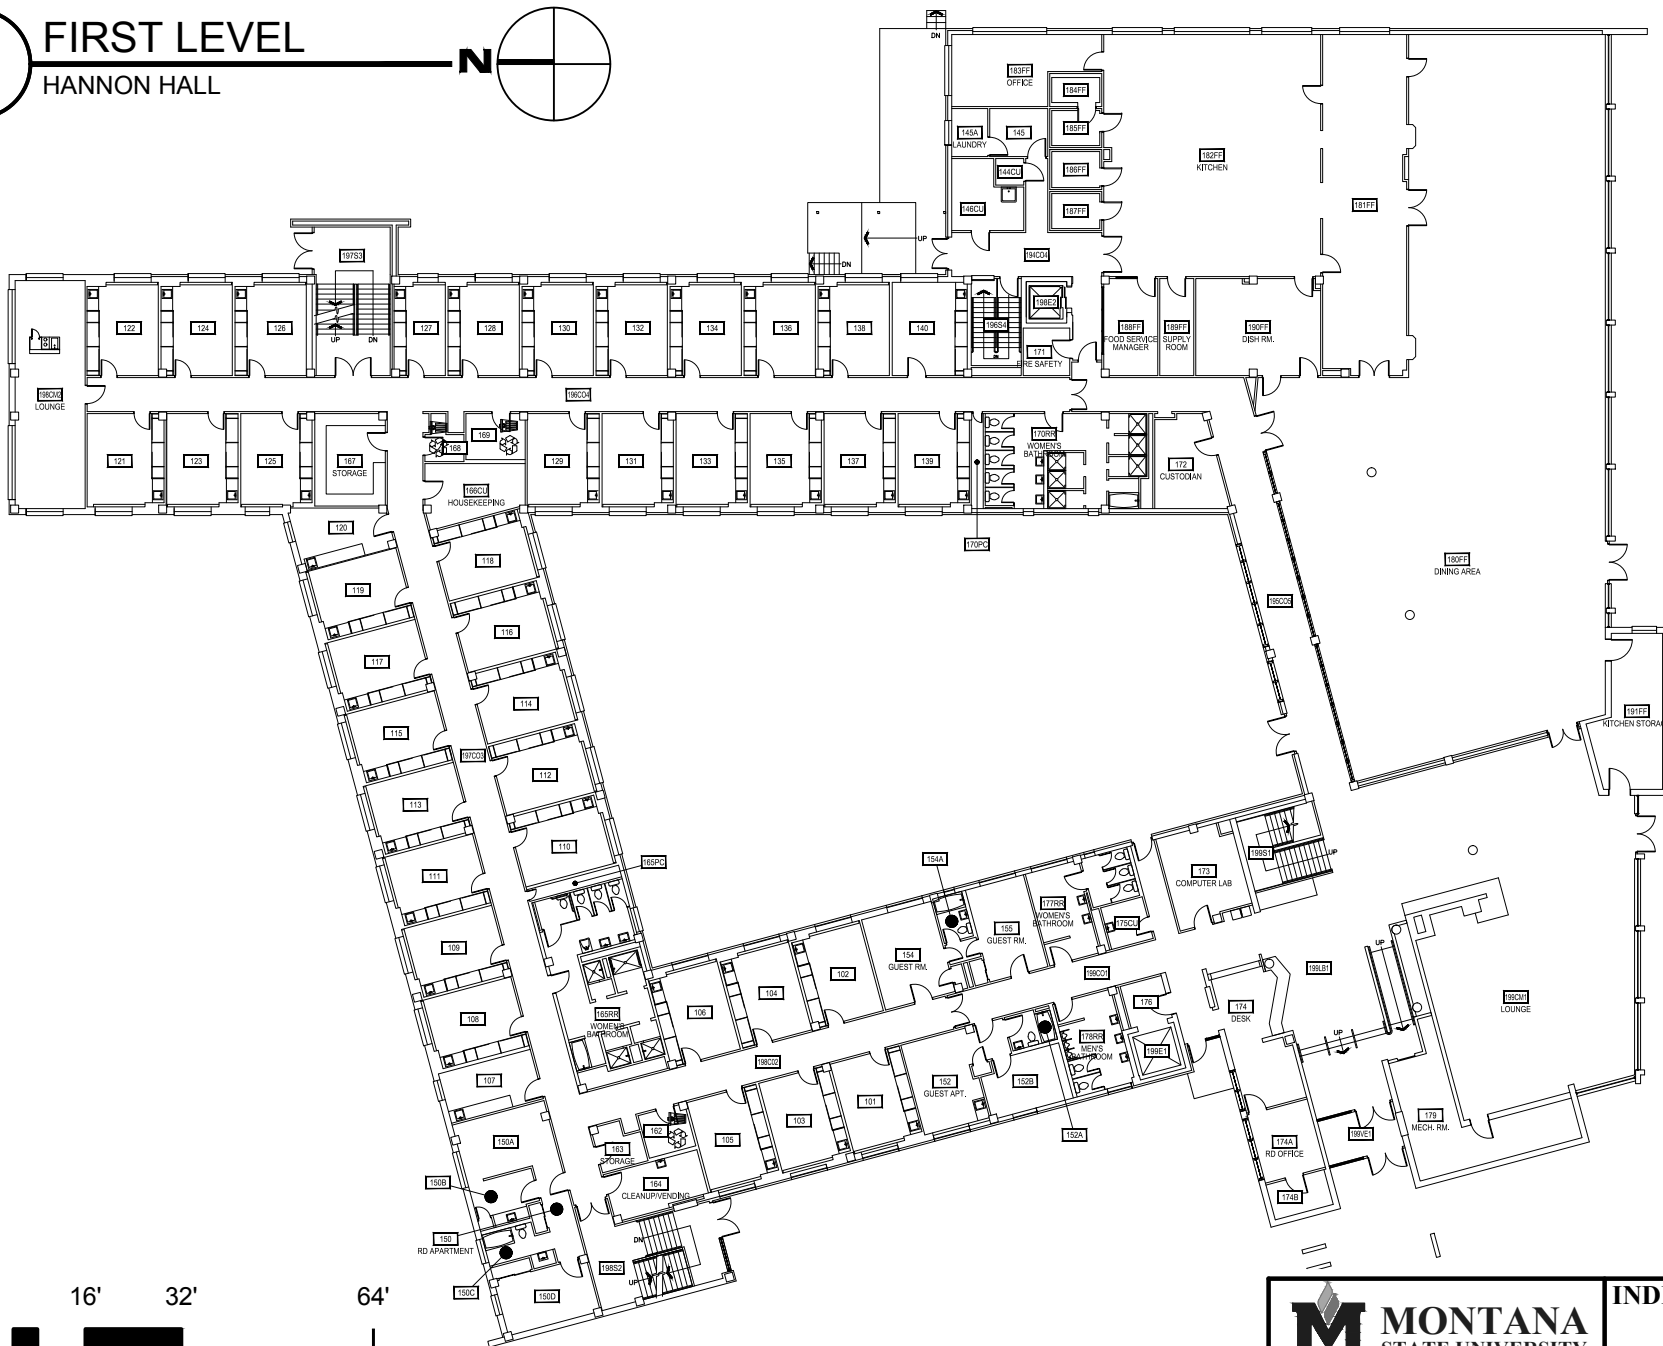 FIRST LEVEL
HANNON HALL
N
DN
183FF
OFFICE
184FF
145A
LAUNDRY
145
185FF
182FF
KITCHEN
144CU
186FF
146CU
187FF
181FF
UP
DN
194CO4
197S3
198E2
196S4
DN
122
124
126
UP
DN
127
128
130
132
134
136
138
140
171
FIRE SAFETY
188FF
FOOD SERVICE
MANAGER
189FF
SUPPLY
ROOM
190FF
DISH RM.
198CM2
LOUNGE
196CO4
121
123
125
167
STORAGE
168
169
166CU
HOUSEKEEPING
129
131
133
135
137
139
170RR
WOMEN'S
BATHROOM
172
CUSTODIAN
170PC
120
118
119
116
117
114
115
197CO3
112
113
110
111
165PC
109
108
107
180FF
DINING AREA
195CO5
191FF
KITCHEN STORAG
199S1
UP
173
COMPUTER LAB
154A
177RR
WOMEN'S
BATHROOM
175CU
155
GUEST RM.
154
GUEST RM.
102
104
106
165RR
WOMEN'S
BATHROOM
199CO1
176
174
DESK
199LB1
UP
199CM1
LOUNGE
178RR
MEN'S
BATHROOM
199E1
UP
198C02
152
GUEST APT.
152B
152A
101
103
105
162
163
STORAGE
164
CLEANUP/VENDING
150A
150B
150
RD APARTMENT
150C
150D
DN
198S2
UP
199VE1
179
MECH. RM.
174A
RD OFFICE
174B
16'
32'
64'
MONTANA
STATE UNIVERSITY
INDE